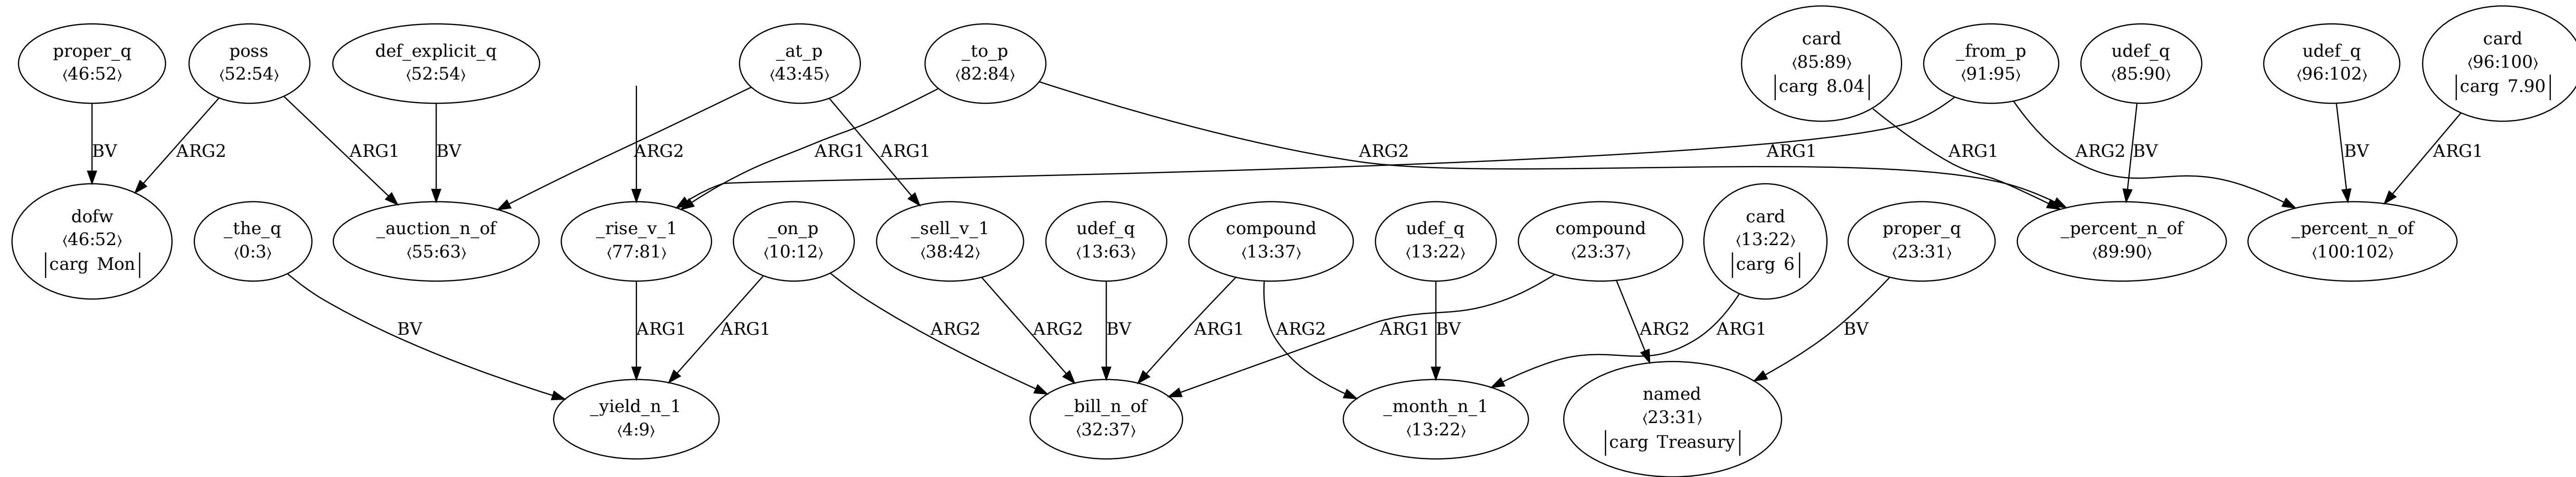 proper_q
⟨46:52⟩
poss
⟨52:54⟩
def_explicit_q
⟨52:54⟩
_at_p
⟨43:45⟩
_to_p
⟨82:84⟩
card
⟨85:89⟩
carg 8.04
_from_p
⟨91:95⟩
udef_q
⟨85:90⟩
udef_q
⟨96:102⟩
card
⟨96:100⟩
carg 7.90
BV
ARG2
ARG1
BV
ARG2
ARG1
ARG1
ARG2
ARG1
ARG1
ARG2
BV
BV
ARG1
dofw
⟨46:52⟩
carg Mon
_the_q
⟨0:3⟩
_auction_n_of
⟨55:63⟩
_rise_v_1
⟨77:81⟩
_on_p
⟨10:12⟩
_sell_v_1
⟨38:42⟩
udef_q
⟨13:63⟩
compound
⟨13:37⟩
udef_q
⟨13:22⟩
compound
⟨23:37⟩
card
⟨13:22⟩
carg 6
proper_q
⟨23:31⟩
_percent_n_of
⟨89:90⟩
_percent_n_of
⟨100:102⟩
BV
ARG1
ARG1
ARG2
ARG2
BV
ARG1
ARG2
ARG1
BV
ARG2
ARG1
BV
_yield_n_1
⟨4:9⟩
_bill_n_of
⟨32:37⟩
_month_n_1
⟨13:22⟩
named
⟨23:31⟩
carg Treasury